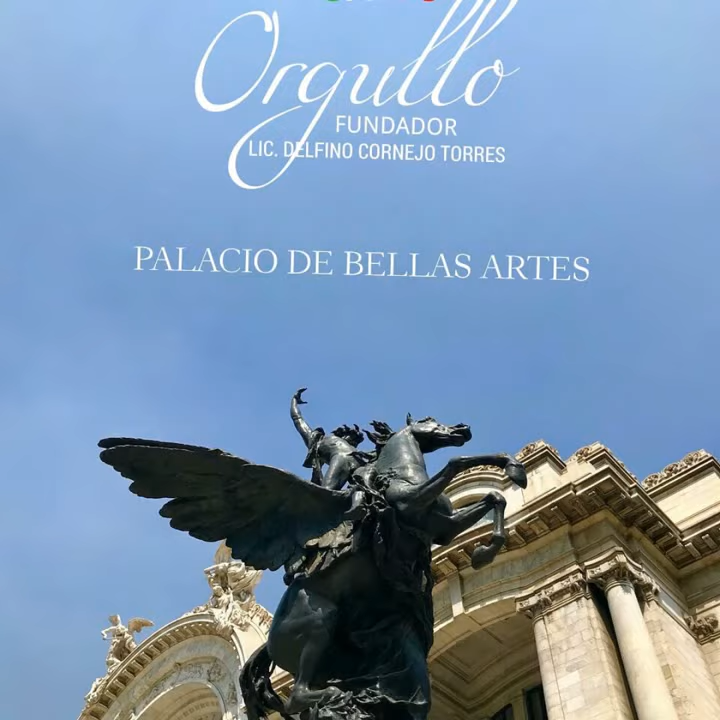 Orgullo
FUNDADOR
LIC. DELFINO CORNEJO TORRES
PALACIO DE BELLAS ARTES